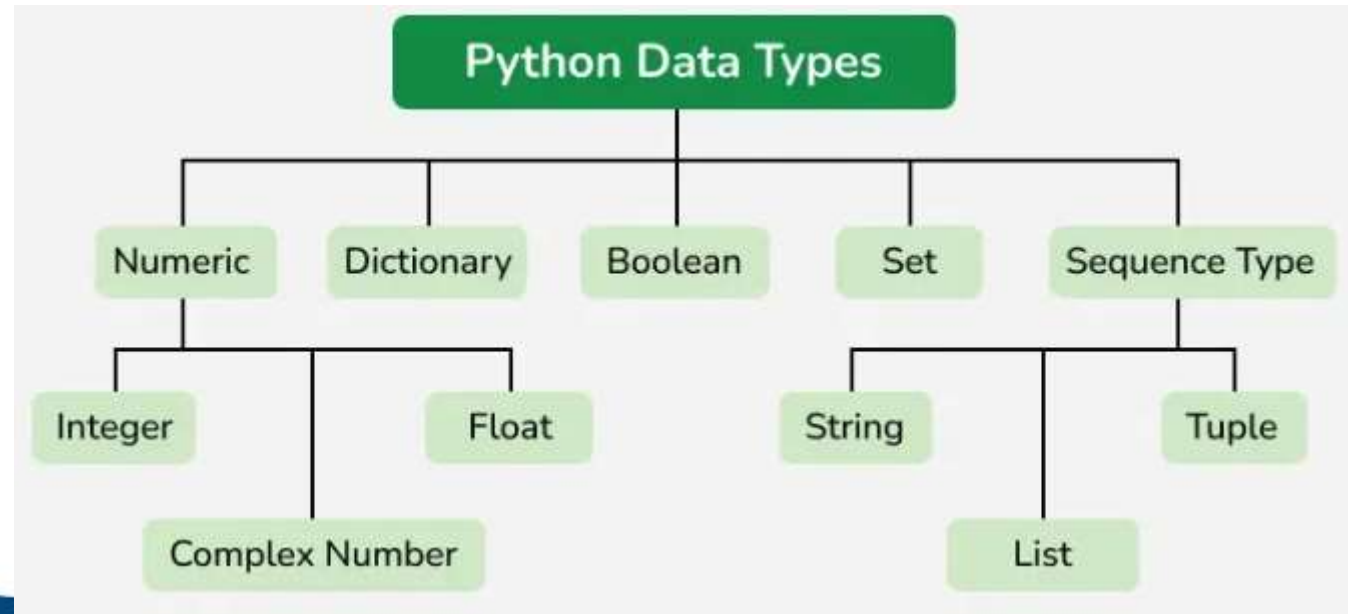 Python Data Types
Numeric
Dictionary
Boolean
Set
Sequence Type
Integer
Float
String
Tuple
Complex Number
List